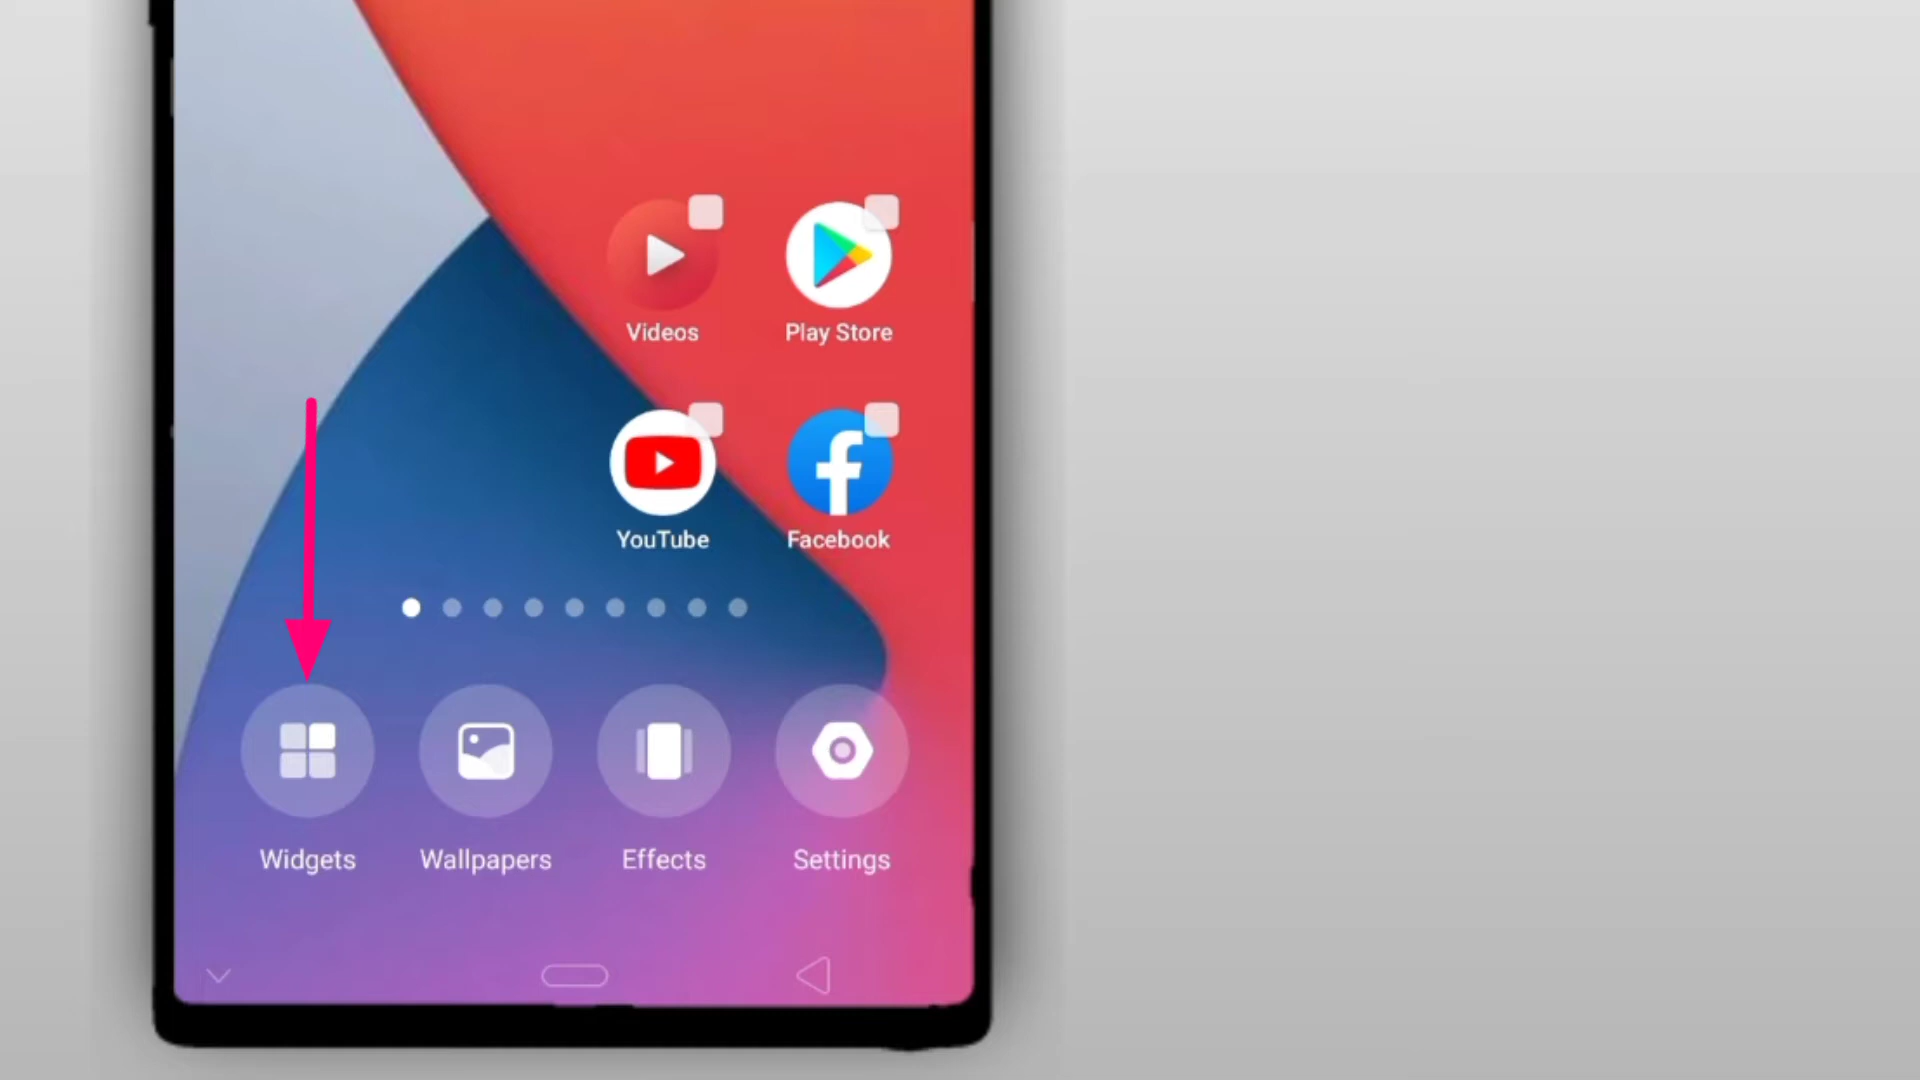 Videos
Play Store
YouTube
Facebook
Widgets
Wallpapers
Effects
Settings